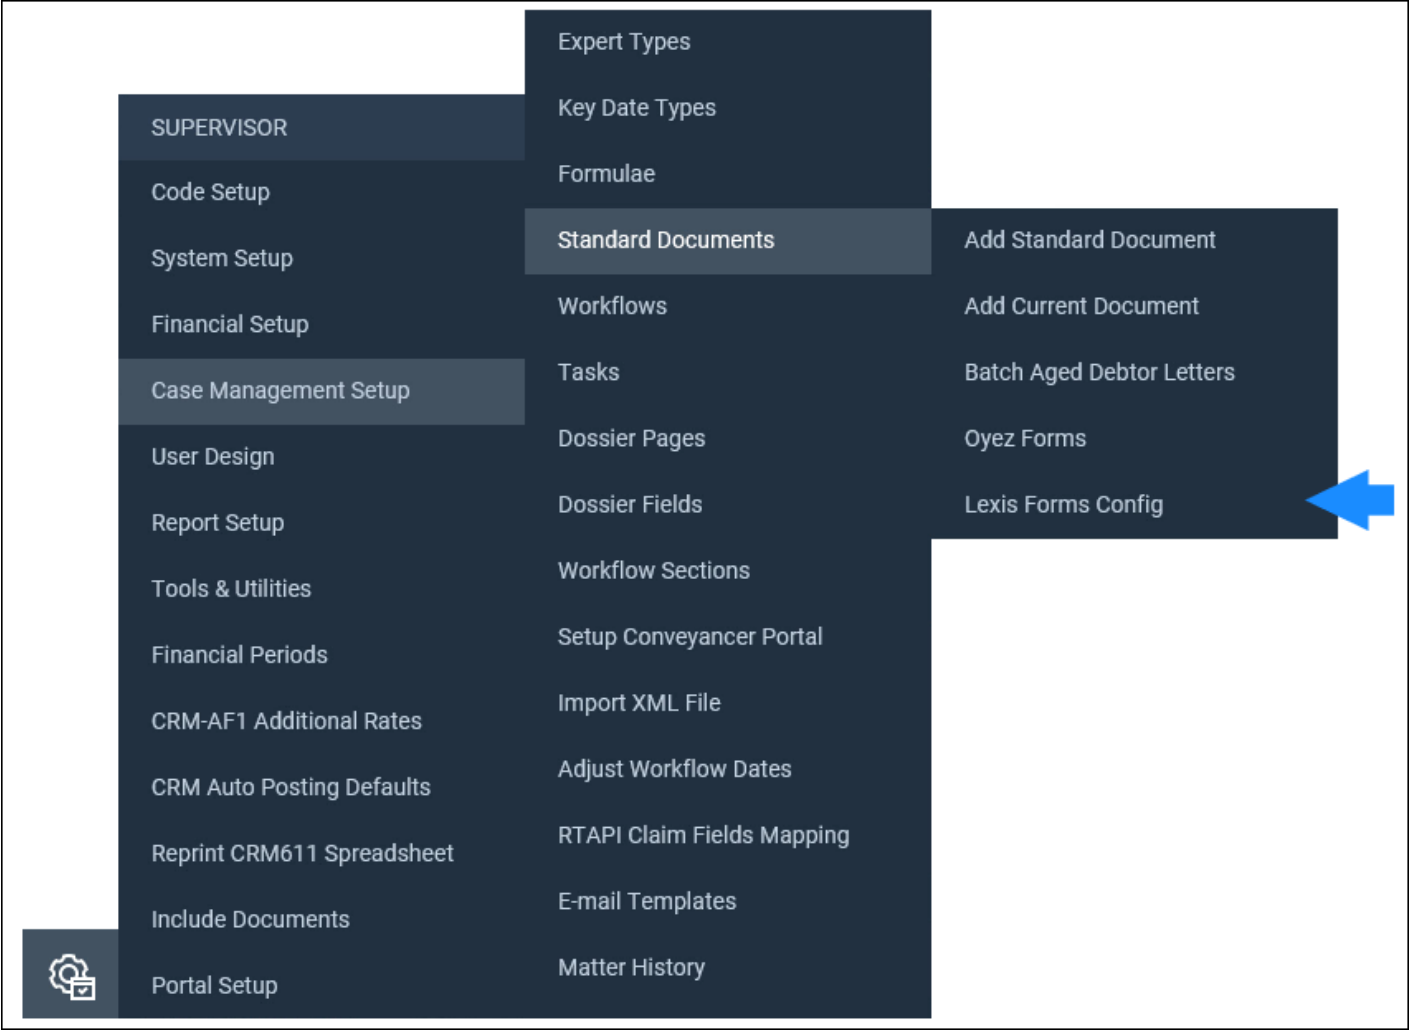 SUPERVISOR
Code Setup
System Setup
Financial Setup
Case Management Setup
User Design
Report Setup
Tools & Utilities
Financial Periods
CRM-AF1 Additional Rates
CRM Auto Posting Defaults
Reprint CRM611 Spreadsheet
Include Documents
Portal Setup
Expert Types
Key Date Types
Formulae
Standard Documents
Workflows
Tasks
Dossier Pages
Dossier Fields
Workflow Sections
Setup Conveyancer Portal
Import XML File
Adjust Workflow Dates
RTAPI Claim Fields Mapping
E-mail Templates
Matter History
Add Standard Document
Add Current Document
Batch Aged Debtor Letters
Oyez Forms
Lexis Forms Config